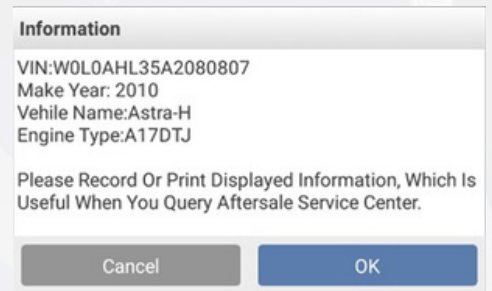 Information
VIN:W0L0AHL35A2080807
Make Year: 2010
Vehile Name:Astra-H
Engine Type:A17DTJ
Please Record Or Print Displayed Information, Which Is
Useful When You Query Aftersale Service Center.
Cancel
OK